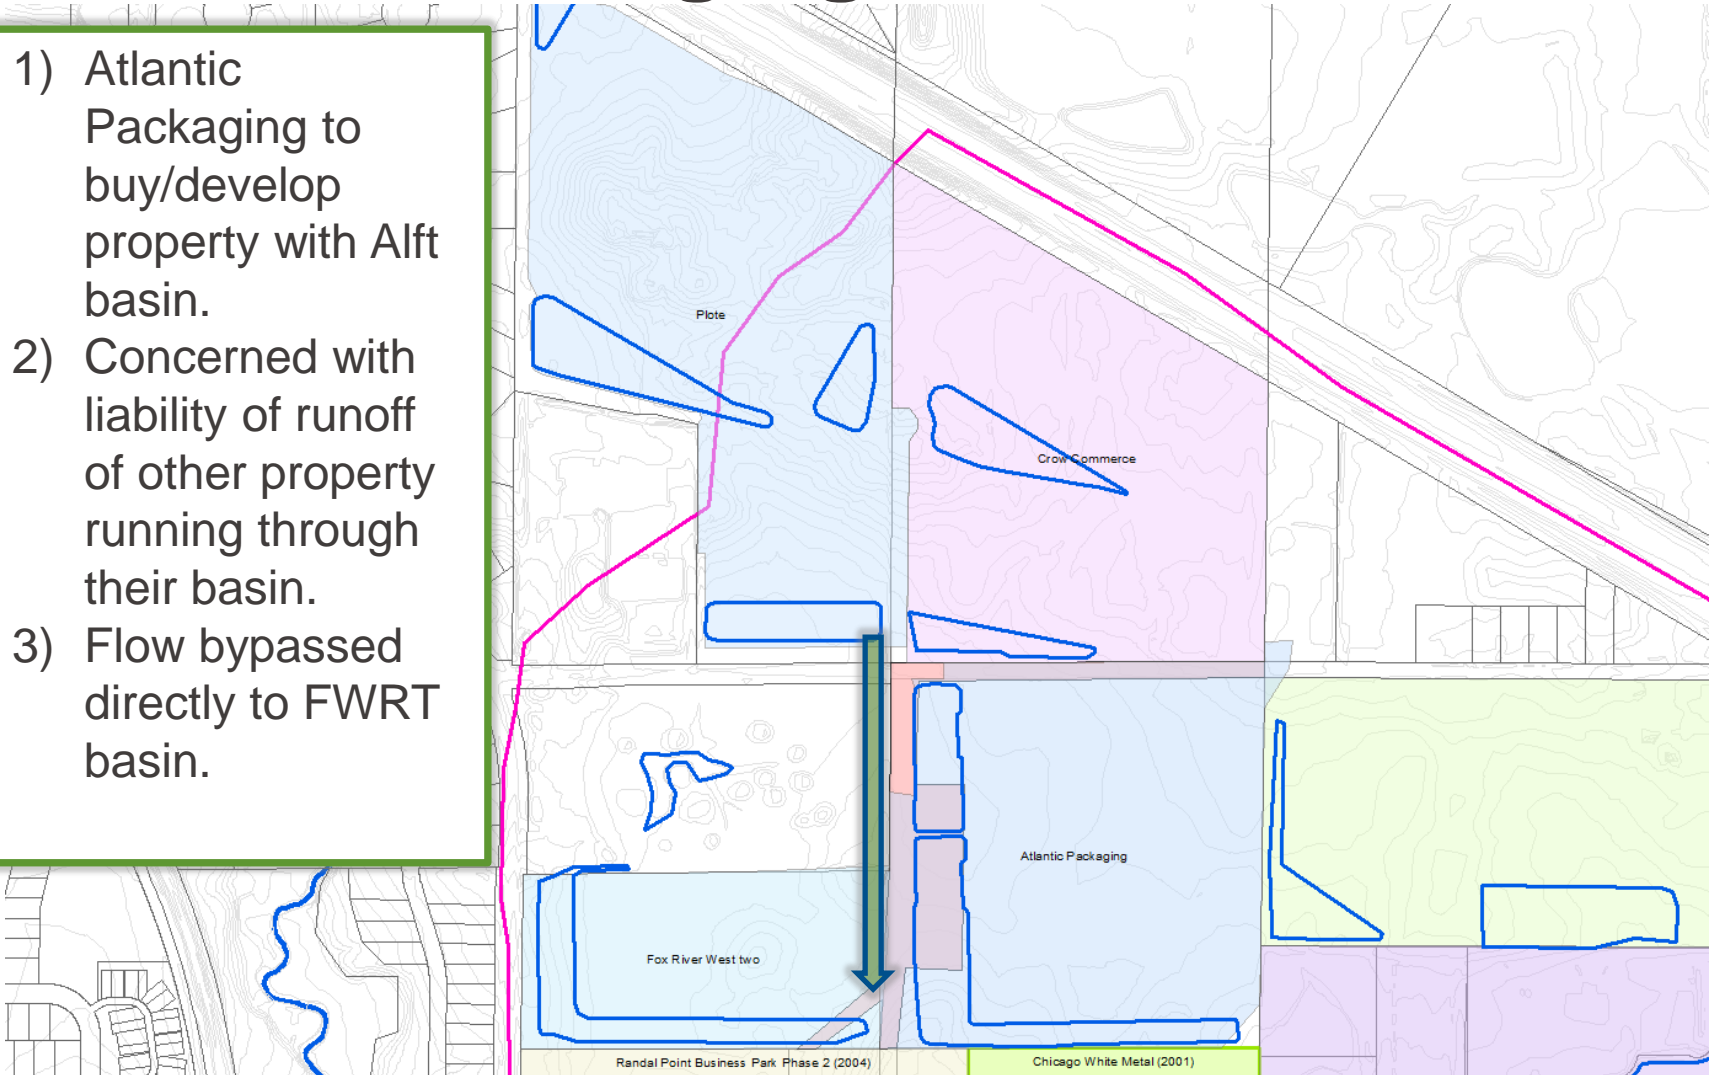 1) Atlantic
Packaging to
buy/develop
property with Alft
basin.
2) Concerned with
liability of runoff
of other property
running through
their basin.
3) Flow bypassed
directly to FWRT
basin.
Plote
Crow Commerce
Atlantic Packaging
Fox River West two
Randal Point Business Park Phase 2 (2004)
Chicago White Metal (2001)